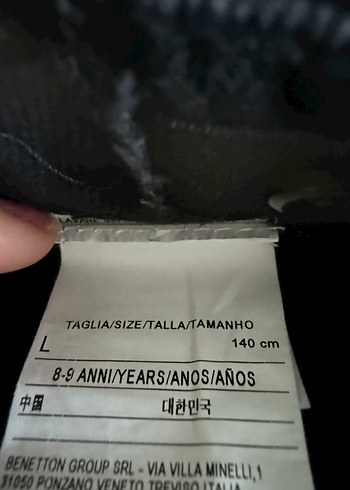 TAGLIA/SIZE/TALLA/TAMANHO
L 140 cm
8-9 ANNI/YEARS/ANOS/AÑOS
中国 대한민국
BENETTON GROUP SRL - VIA VILLA MINELLI,1
31050 PONZANO VENETO TREVISO ITALIA